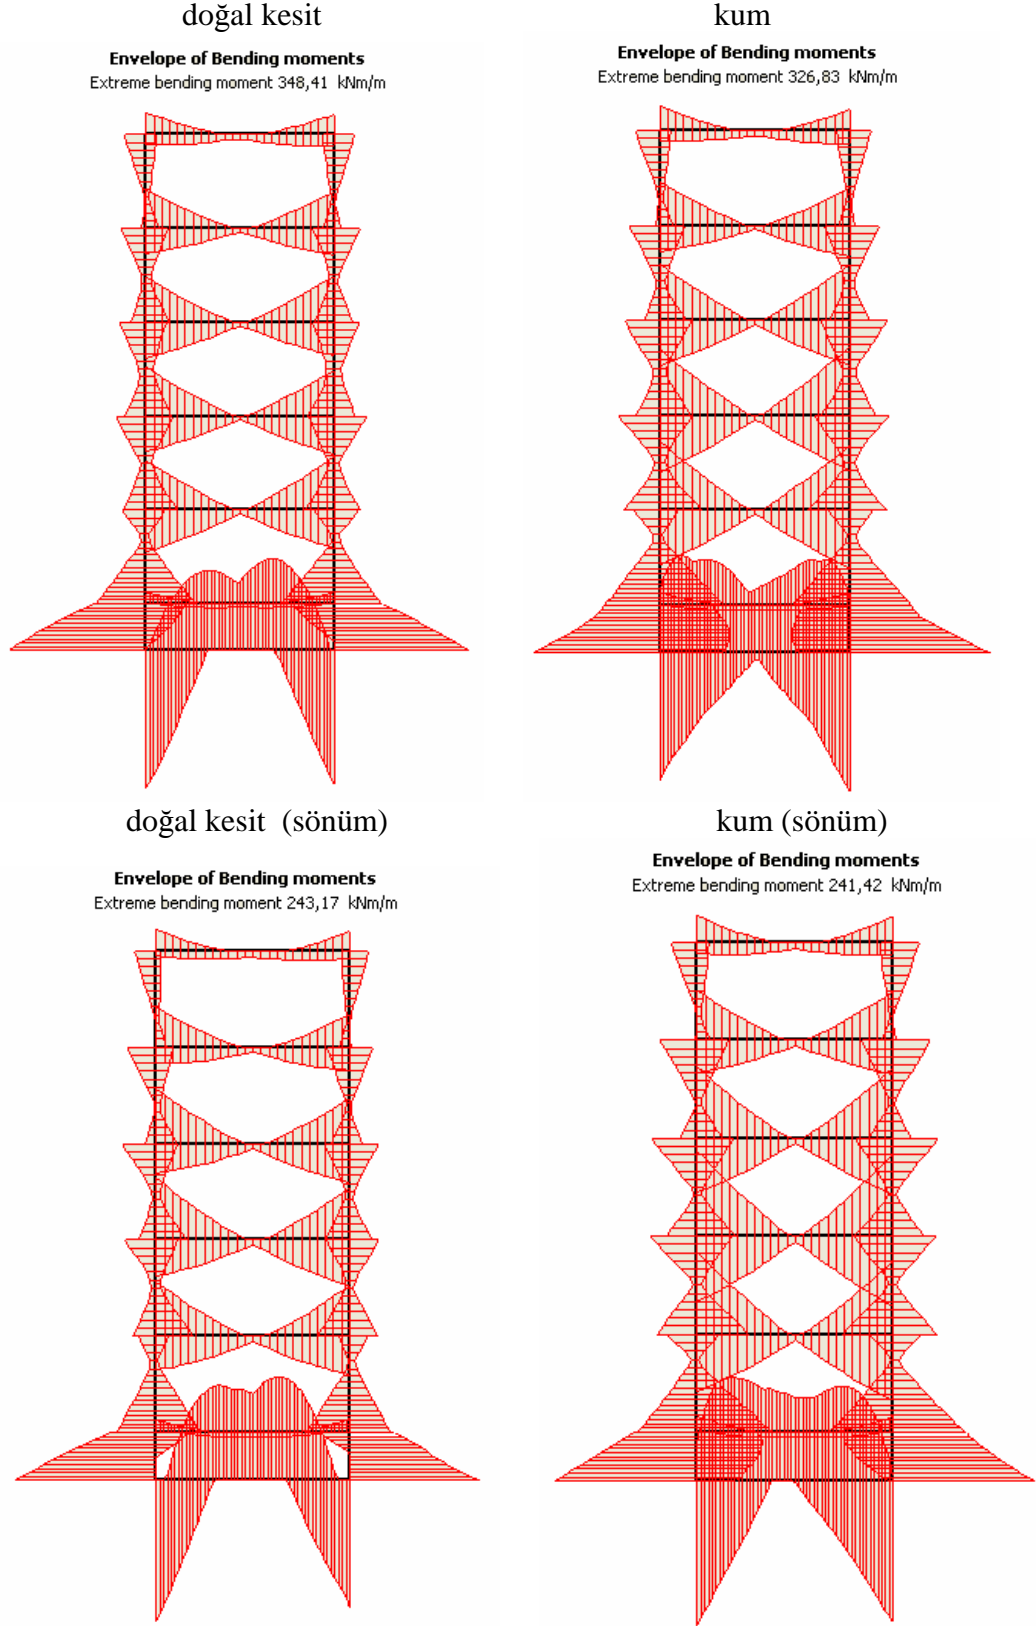 doğal kesit
Envelope of Bending moments
Extreme bending moment 348,41 kNm/m
kum
Envelope of Bending moments
Extreme bending moment 326,83 kNm/m
doğal kesit (sönüm)
Envelope of Bending moments
Extreme bending moment 243,17 kNm/m
kum (sönüm)
Envelope of Bending moments
Extreme bending moment 241,42 kNm/m